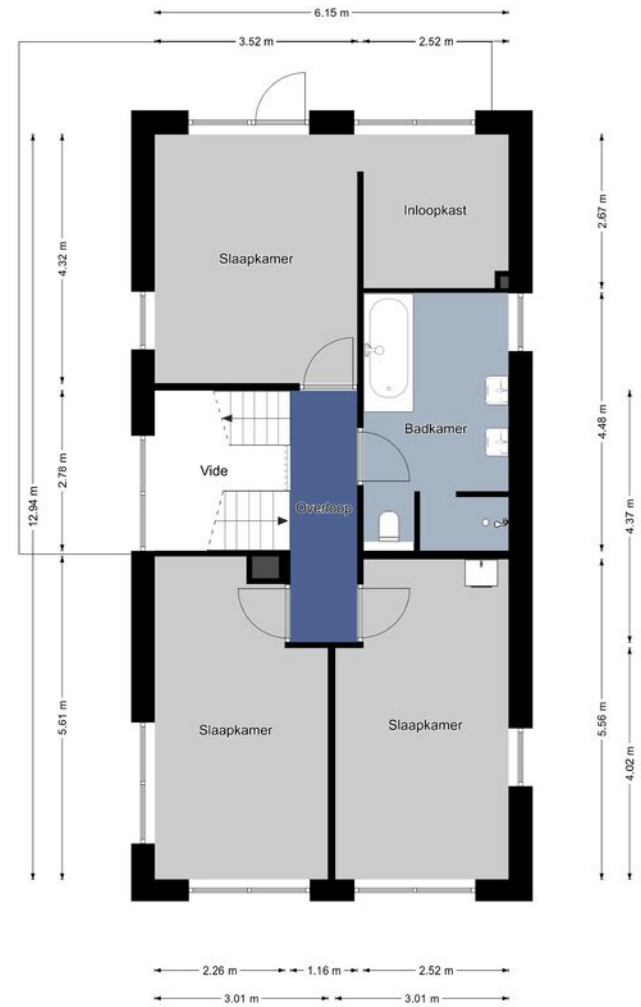 6.15 m
3.52 m
2.52 m
Inloopkast
Slaapkamer
2.67 m
4.32 m
Badkamer
4.48 m
Vide
2.78 m
12.94 m
Overloop
4.37 m
Slaapkamer
Slaapkamer
5.61 m
5.56 m
4.02 m
2.26 m
1.16 m
2.52 m
3.01 m
3.01 m